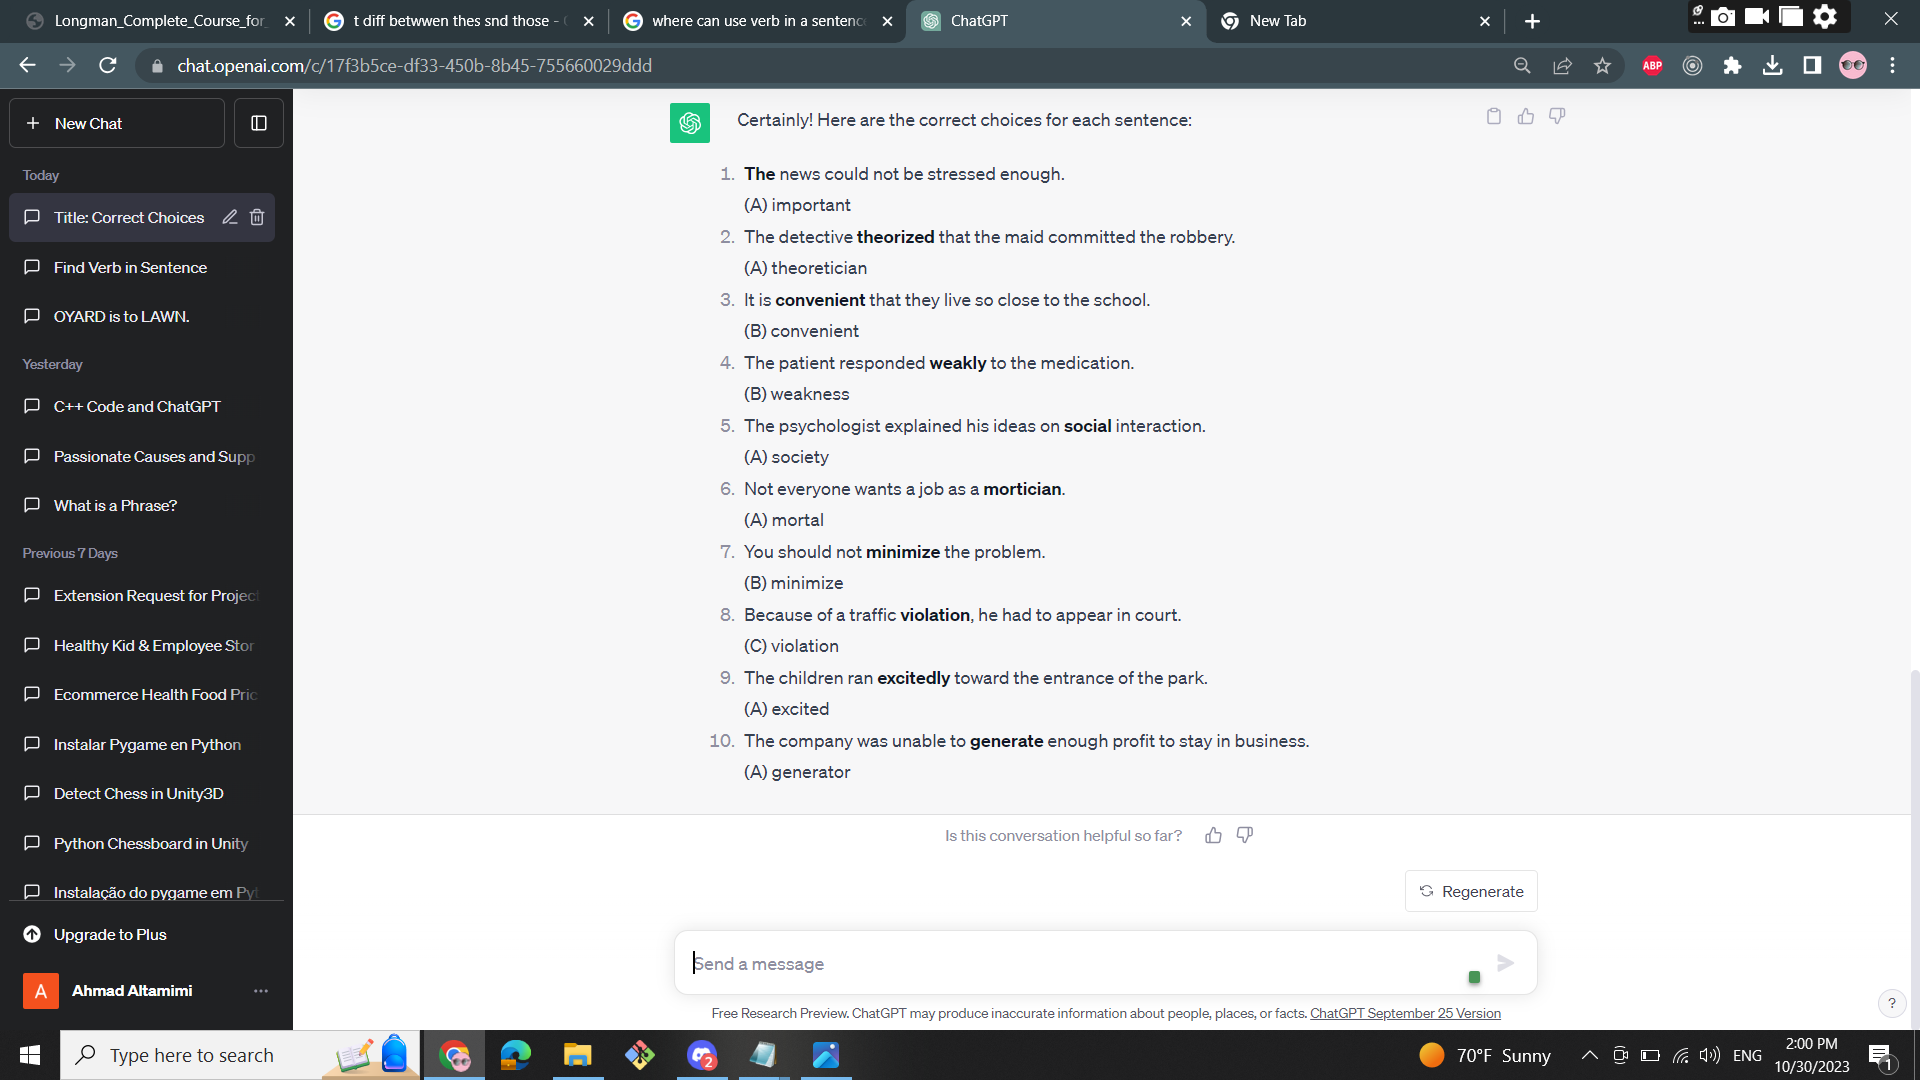 Longman_Complete_Course_for_
t diff betwwen thes snd those - 
where can use verb in a sentence
ChatGPT
New Tab
chat.openai.com/c/17f3b5ce-df33-450b-8b45-755660029ddd
ABP
New Chat
Today
Title: Correct Choices
Find Verb in Sentence
OYARD is to LAWN.
Yesterday
C++ Code and ChatGPT
Passionate Causes and Supp
What is a Phrase?
Previous 7 Days
Extension Request for Project
Healthy Kid & Employee Stor
Ecommerce Health Food Pric
Instalar Pygame en Python
Detect Chess in Unity3D
Python Chessboard in Unity
Instalação do pygame em Pyt
Upgrade to Plus
A Ahmad Altamimi
Certainly! Here are the correct choices for each sentence:
1. The news could not be stressed enough.
(A) important
2. The detective theorized that the maid committed the robbery.
(A) theoretician
3. It is convenient that they live so close to the school.
(B) convenient
4. The patient responded weakly to the medication.
(B) weakness
5. The psychologist explained his ideas on social interaction.
(A) society
6. Not everyone wants a job as a mortician.
(A) mortal
7. You should not minimize the problem.
(B) minimize
8. Because of a traffic violation, he had to appear in court.
(C) violation
9. The children ran excitedly toward the entrance of the park.
(A) excited
10. The company was unable to generate enough profit to stay in business.
(A) generator
Is this conversation helpful so far?
Regenerate
Send a message
Free Research Preview. ChatGPT may produce inaccurate information about people, places, or facts. ChatGPT September 25 Version
?
Type here to search
2
70°F Sunny
ENG
2:00 PM
10/30/2023
1